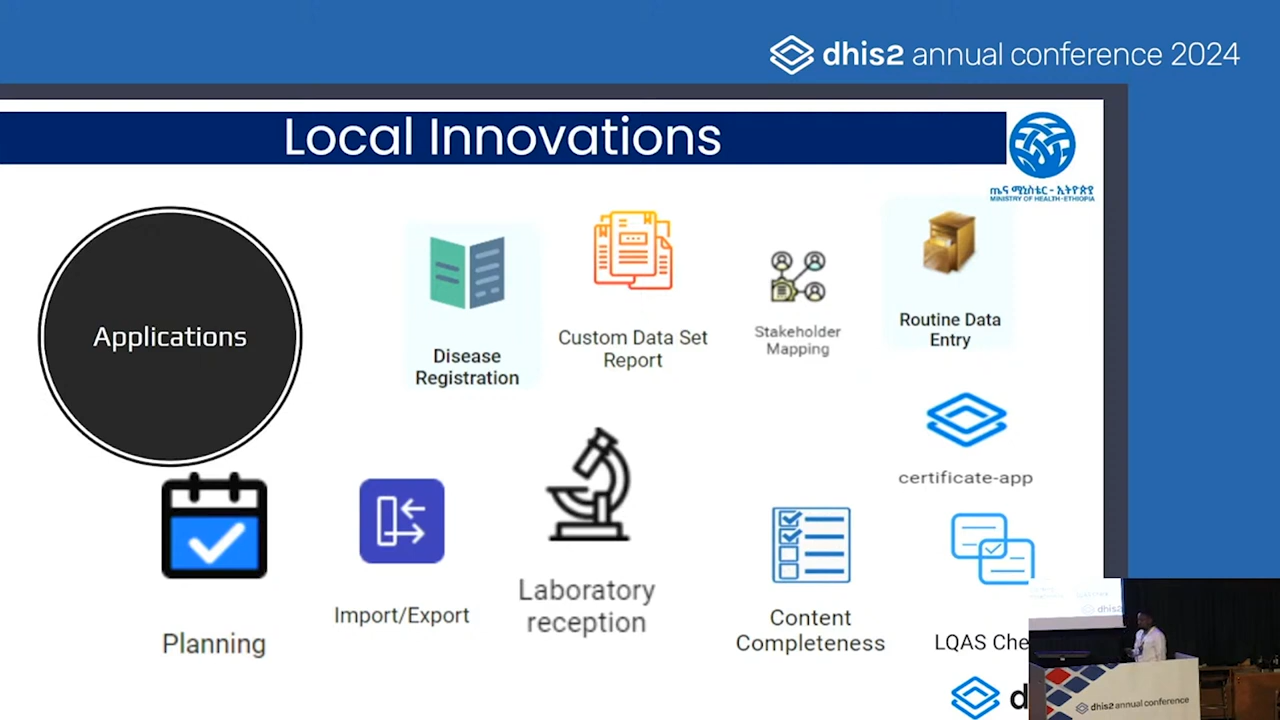 dhis2 annual conference 2024
Local Innovations
ጤና ሚኒስቴር - ኢትዮጵያ
MINISTRY OF HEALTH-ETHIOPIA
Applications
Disease
Registration
Custom Data Set
Report
Stakeholder
Mapping
Routine Data
Entry
certificate-app
Planning
Import/Export
Laboratory
reception
Content
Completeness
LQAS Che
d
dhis2
dhis2 annual conference